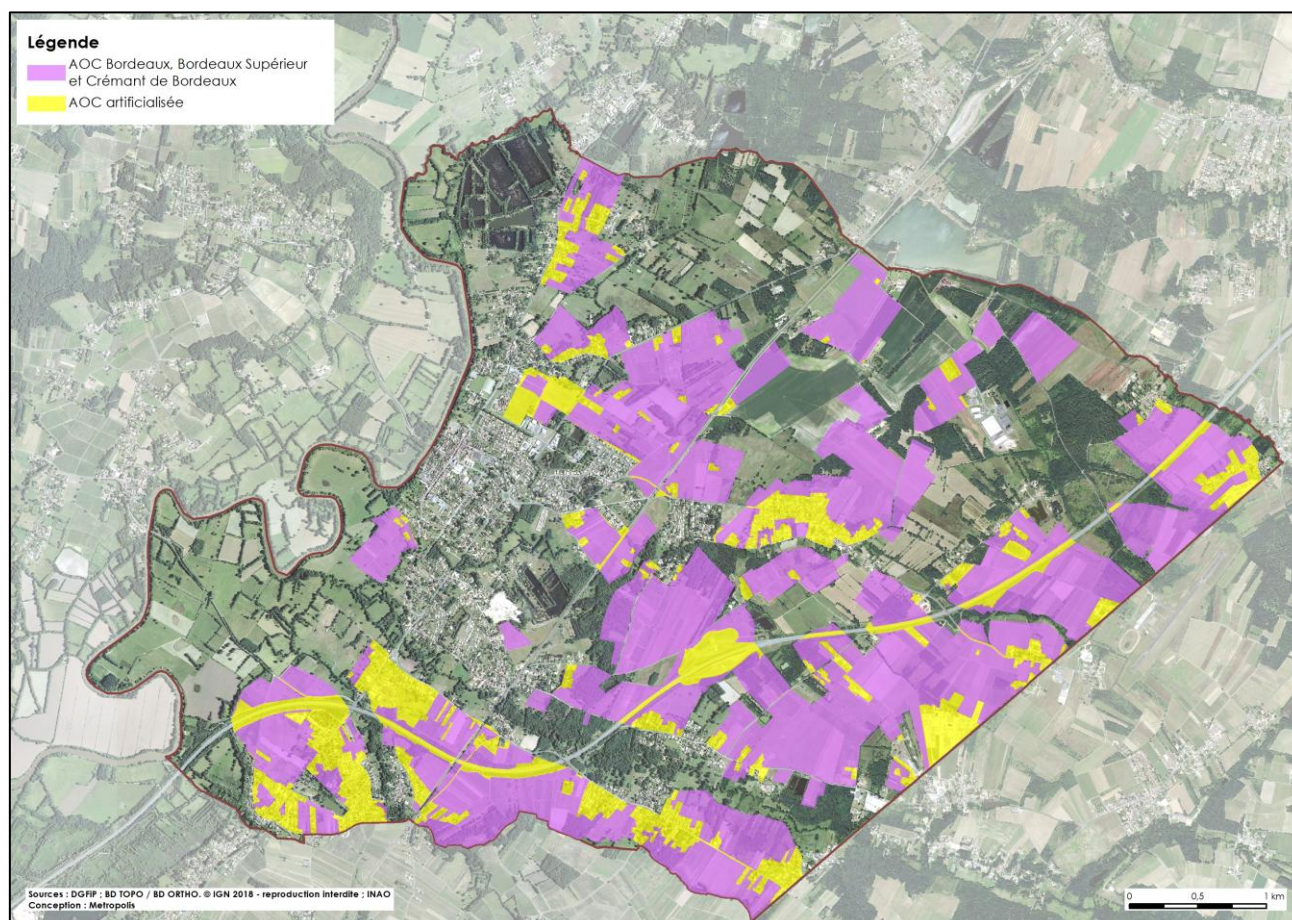 Légende
AOC Bordeaux, Bordeaux Supérieur
et Crémant de Bordeaux
AOC artificialisée
Sources : DGFiP ; BD TOPO / BD ORTHO. © IGN 2018 - reproduction interdite ; INAO
Conception : Metropolis
0 0,5 1 km